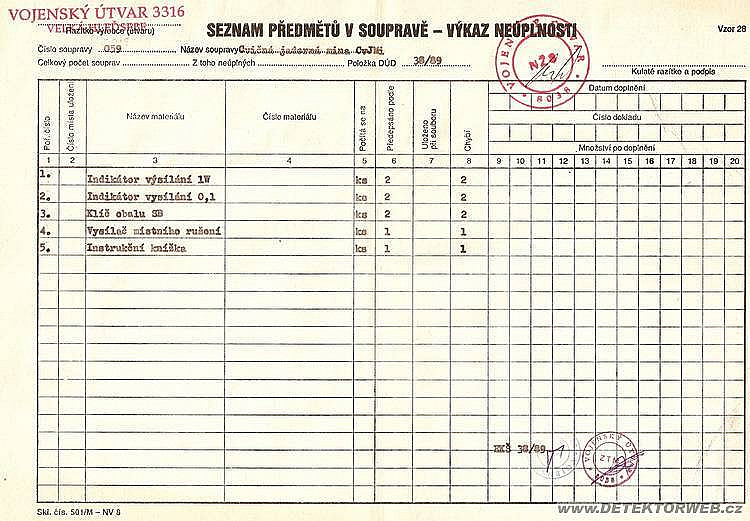 VOJENSKÝ ÚTVAR 3316
Razítko výrobce (útvaru)
SEZNAM PŘEDMĚTŮ V SOUPRAVĚ – VÝKAZ NEÚPLNOSTI
Vzor 28
Číslo soupravy 059 Název soupravy Cvičná jaderná mina CvJMi
Celkový počet souprav Z toho neúplných Položka DÚD 38/89
Kulaté razítko a podpis
Poř. číslo
Číslo místa uložení
Název materiálu
Číslo materiálu
Počítá se na
Předepsáno podle
Uloženo při souboru
Chybí
Datum doplnění
Číslo dokladu
Množství po doplnění
1 2 3 4 5 6 7 8 9 10 11 12 13 14 15 16 17 18 19 20
1. Indikátor výsílání 1W ks 2 2
2. Indikátor vysílání 0,1 ks 2 2
3. Klíč obalu SB ks 2 2
4. Vysílač místního rušení ks 1 1
5. Instrukční knížka ks 1 1
38/89
VOJENSKÝ
8038
Skl. čís. 501/M – NV 8
WWW.DETEKTORWEB.cz